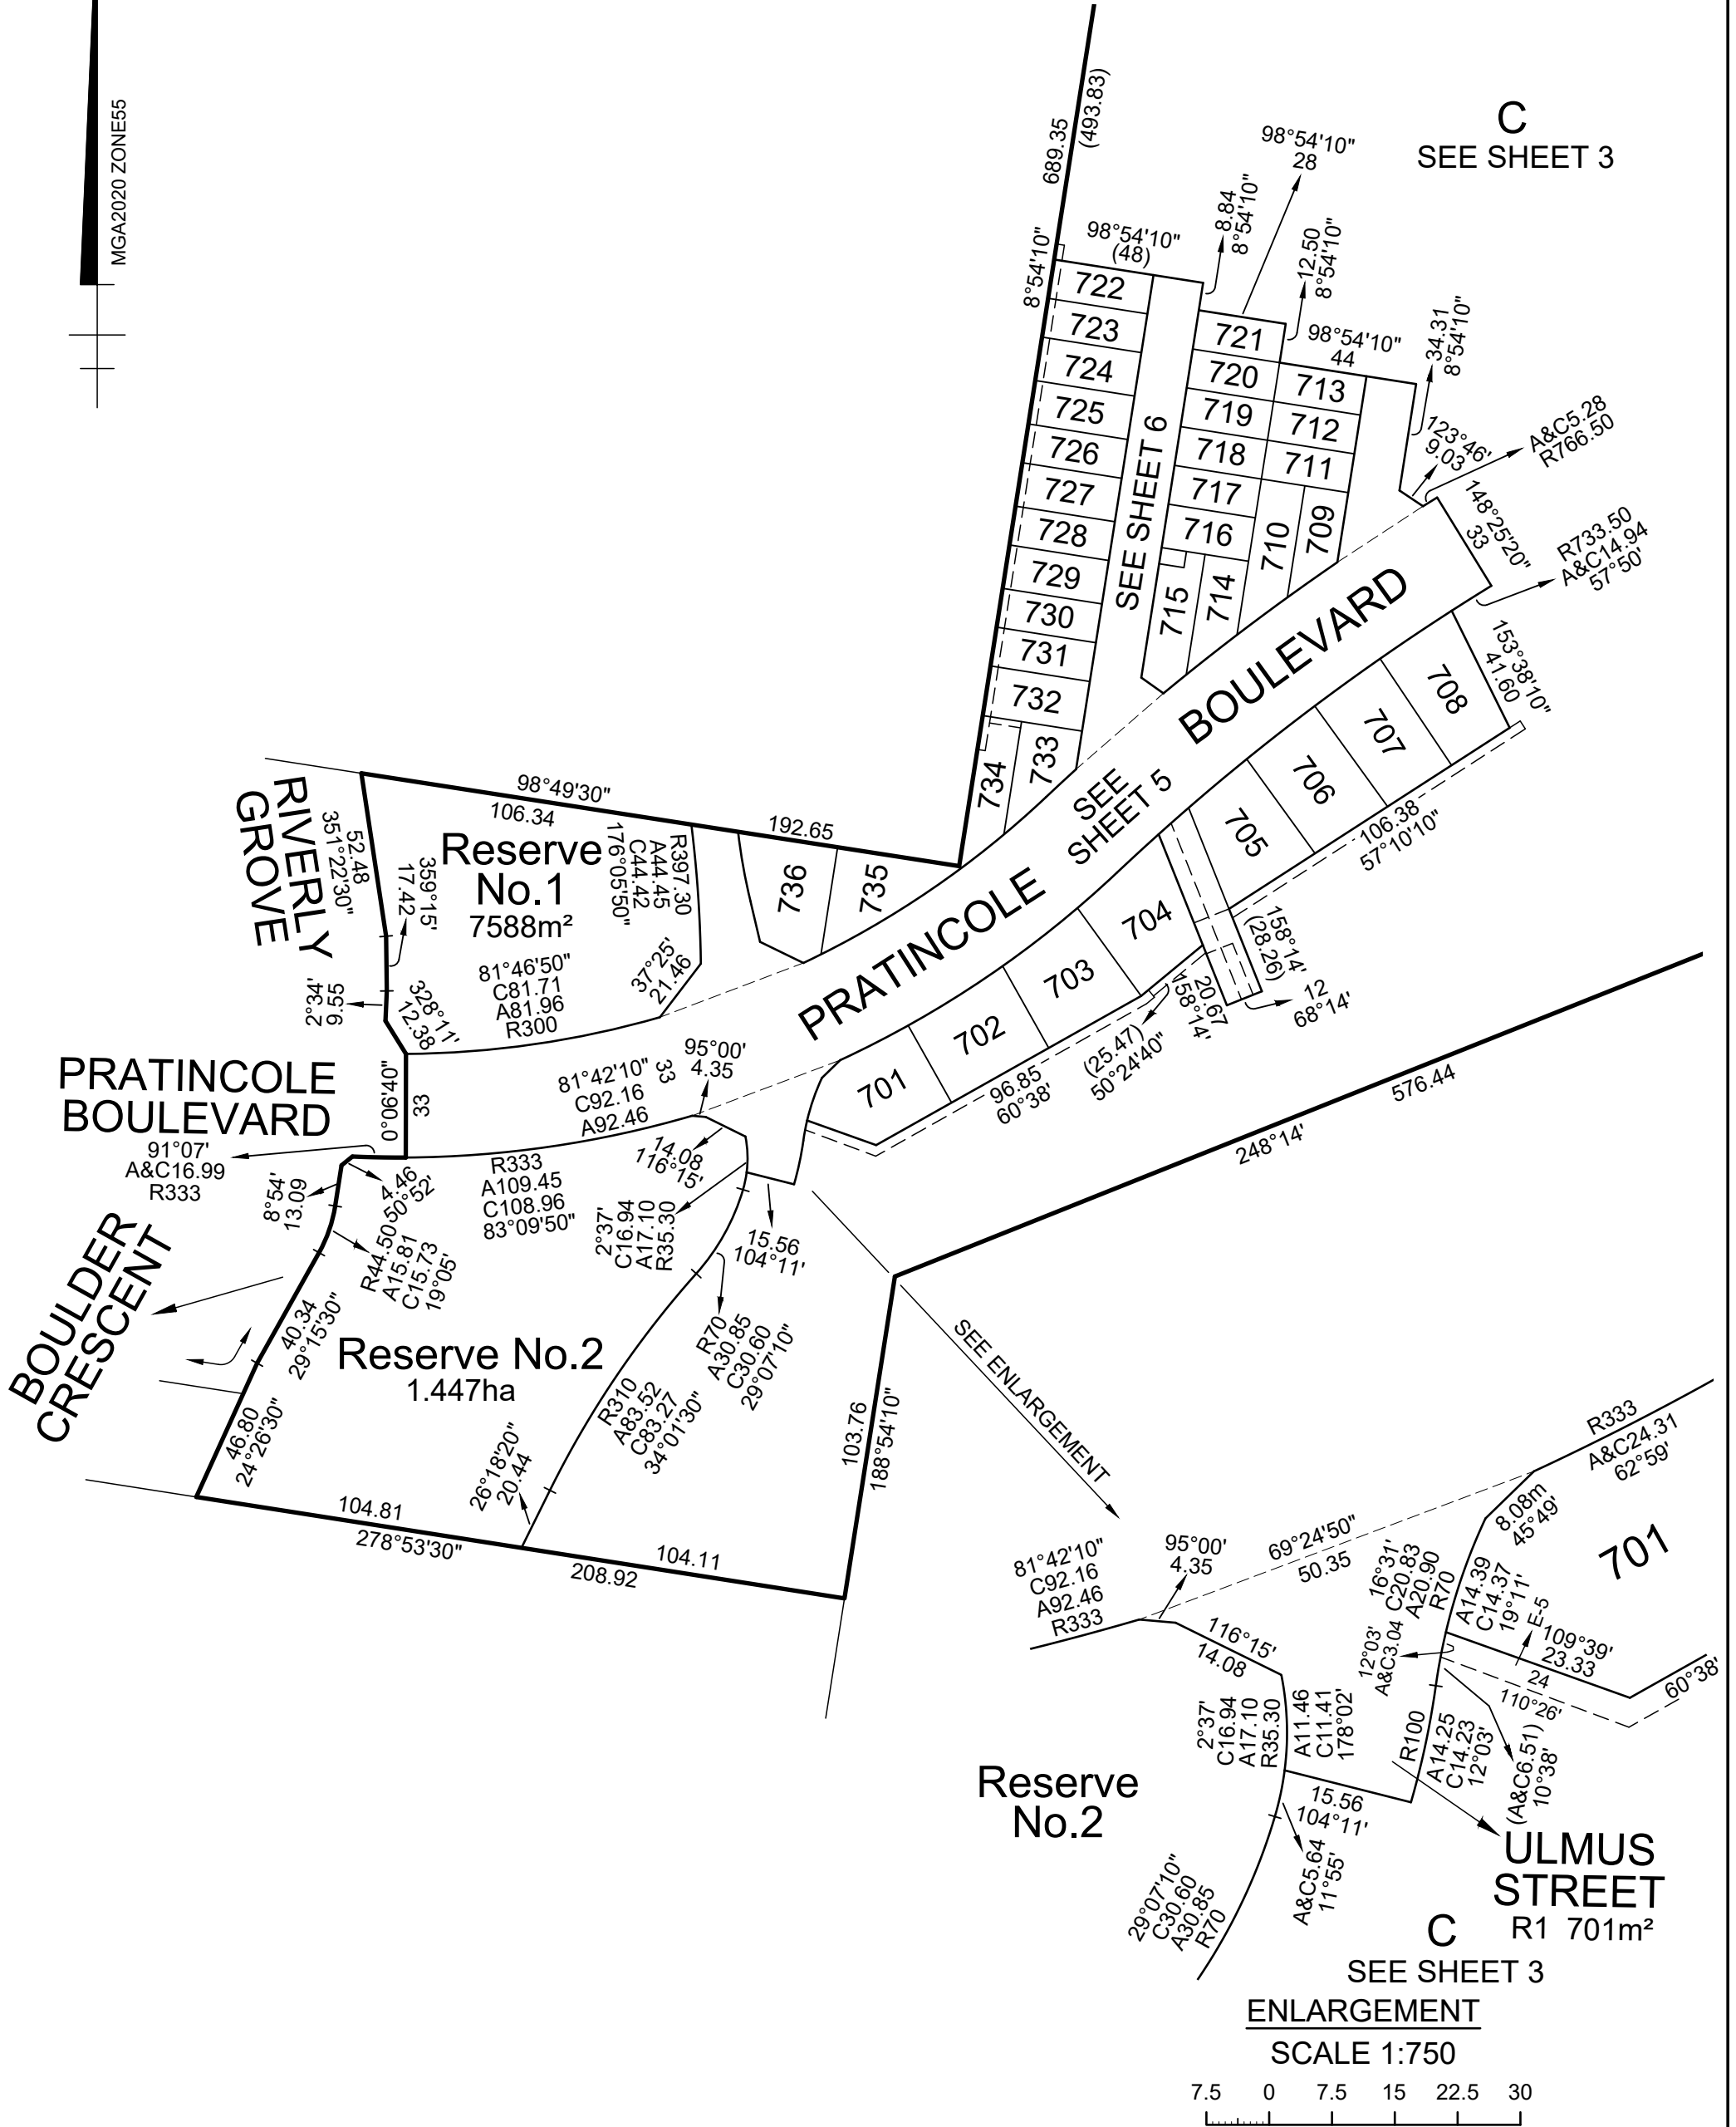 MGA2020 ZONE55
689.35
(493.83)
8°54'10"
C
SEE SHEET 3
98°54'10"
28
98°54'10"
(48)
8.84
8°54'10"
12.50
8°54'10"
98°54'10"
44
34.31
8°54'10"
123°46'
9.03
A&C5.28
R766.50
148°25'20"
33
R733.50
A&C14.94
57°50'
153°38'10"
41.60
722
723
724
725
726
727
728
729
730
731
732
733
734
SEE SHEET 6
721
720
719
718
717
716
715
714
713
712
711
710
709
PRATINCOLE
BOULEVARD
SEE
SHEET 5
708
707
706
705
704
703
702
701
106.38
57°10'10"
158°14'
(28.26)
12
68°14'
20.67
158°14'
(25.47)
50°24'40"
96.85
60°38'
98°49'30"
106.34
192.65
RIVERLY
GROVE
52.48
351°22'30"
359°15'
17.42
2°34'
9.55
328°11'
12.38
Reserve
No.1
7588m²
R397.30
A44.45
C44.42
176°05'50"
37°25'
21.46
81°46'50"
C81.71
A81.96
R300
736
735
PRATINCOLE
BOULEVARD
0°06'40"
33
91°07'
A&C16.99
R333
81°42'10"
C92.16
A92.46
33
95°00'
4.35
R333
A109.45
C108.96
83°09'50"
14.08
116°15'
2°37'
C16.94
A17.10
R35.30
15.56
104°11'
4.46
50°52'
8°54'
13.09
R44.50
A15.81
C15.73
19°05'
BOULDER
CRESCENT
40.34
29°15'30"
46.80
24°26'30"
Reserve No.2
1.447ha
R70
A30.85
C30.60
29°07'10"
R310
A83.52
C83.27
34°01'30"
26°18'20"
20.44
104.81
278°53'30"
104.11
208.92
103.76
188°54'10"
576.44
248°14'
SEE ENLARGEMENT
R333
A&C24.31
62°59'
8.08m
45°49'
701
81°42'10"
C92.16
A92.46
R333
95°00'
4.35
69°24'50"
50.35
16°31'
C20.83
A20.90
R70
A14.39
C14.37
19°11'
E-5
109°39'
23.33
24
110°26'
60°38'
116°15'
14.08
12°03'
A&C3.04
2°37'
C16.94
A17.10
R35.30
A11.46
C11.41
178°02'
R100
A14.25
C14.23
12°03'
(A&C6.51)
10°38'
15.56
104°11'
A&C5.64
11°55'
Reserve
No.2
29°07'10"
C30.60
A30.85
R70
ULMUS
STREET
R1 701m²
C
SEE SHEET 3
ENLARGEMENT
SCALE 1:750
7.5 0 7.5 15 22.5 30